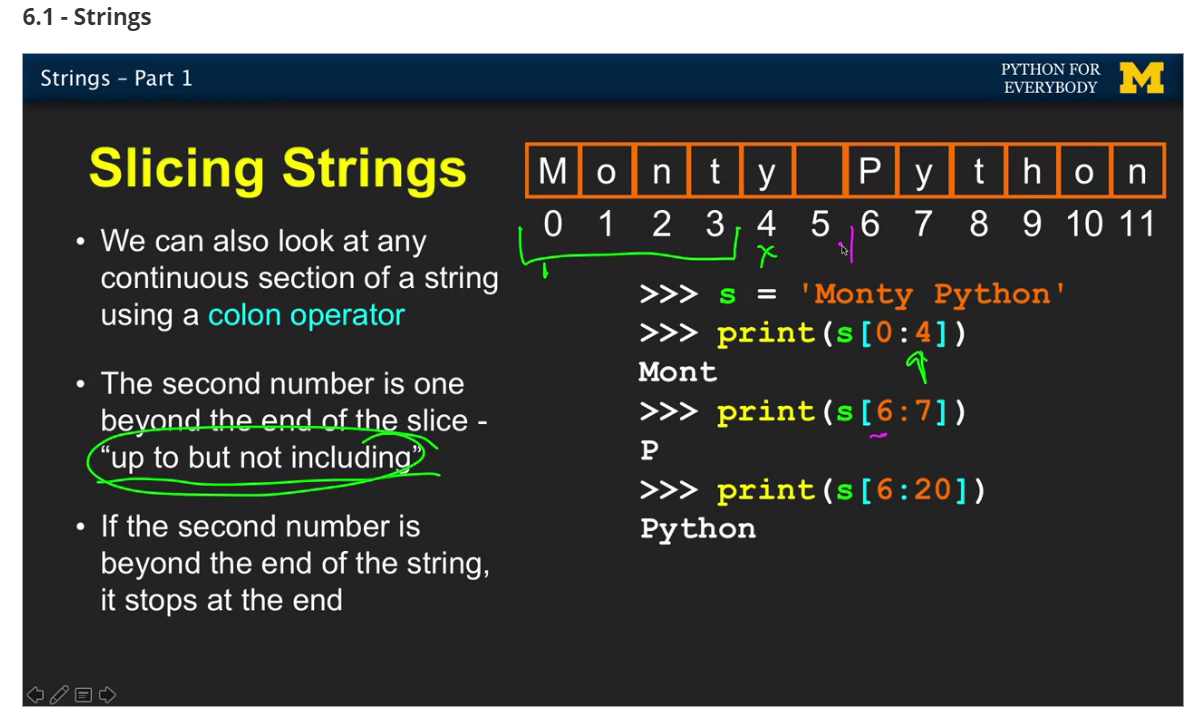 6.1 - Strings
Strings – Part 1
PYTHON FOR
EVERYBODY
M
Slicing Strings
M o n t y P y t h o n
0 1 2 3 4 5 6 7 8 9 10 11
x
• We can also look at any
continuous section of a string
using a colon operator
• The second number is one
beyond the end of the slice -
“up to but not including”
• If the second number is
beyond the end of the string,
it stops at the end
>>> s = 'Monty Python'
>>> print(s[0:4])
Mont
>>> print(s[6:7])
P
>>> print(s[6:20])
Python